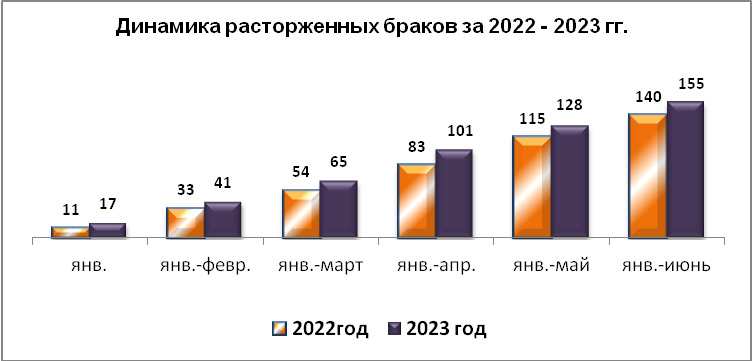 Динамика расторженных браков за 2022 - 2023 гг.
11 17 33 41 54 65 83 101 115 128 140 155
янв. янв.-февр. янв.-март янв.-апр. янв.-май янв.-июнь
2022год 2023 год